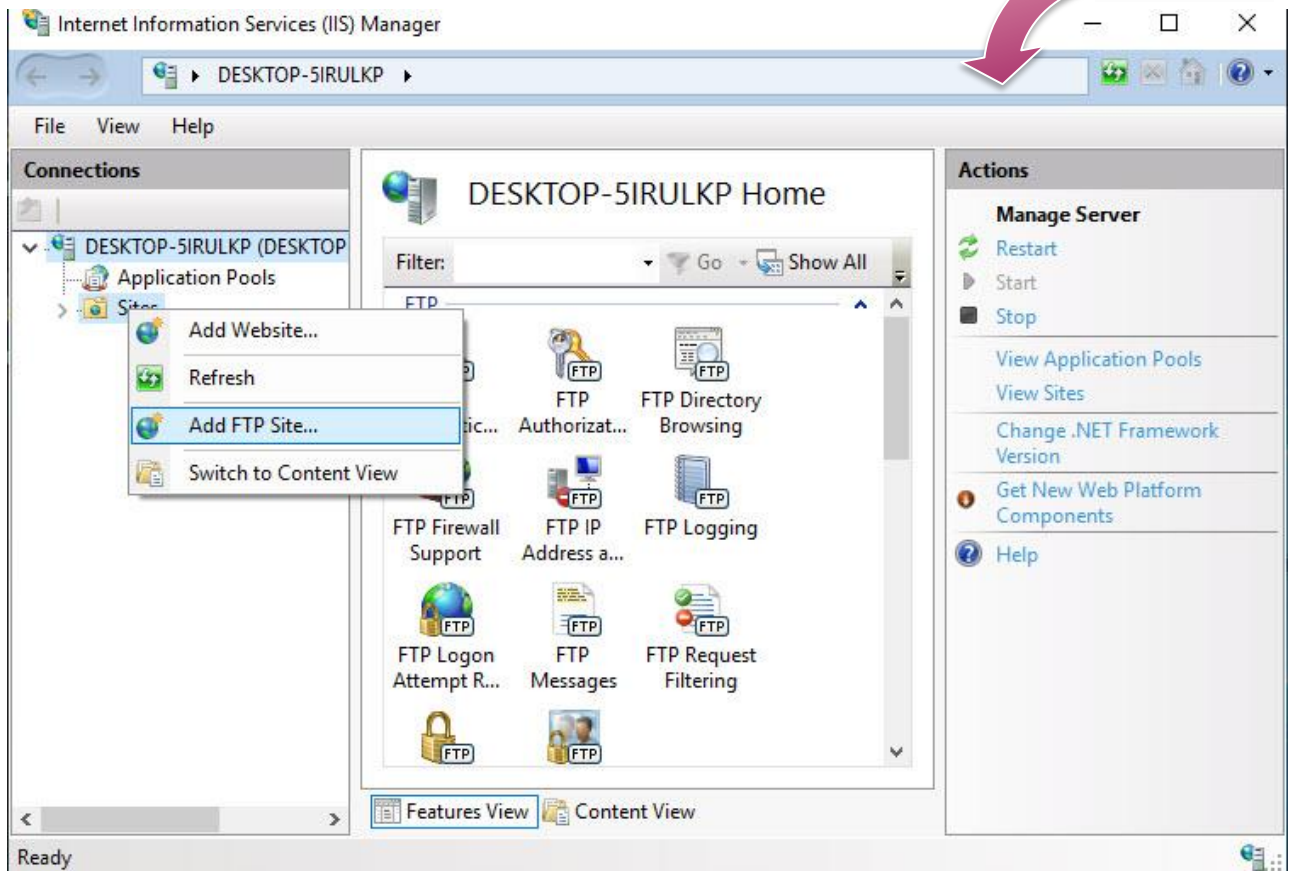 Internet Information Services (IIS) Manager
DESKTOP-5IRULKP
File View Help
Connections
DESKTOP-5IRULKP (DESKTOP
Application Pools
Sites
Add Website...
Refresh
Add FTP Site...
Switch to Content View
DESKTOP-5IRULKP Home
Filter:
Go
Show All
FTP
FTP
FTP
FTP Authorizat...
FTP Directory Browsing
FTP
FTP
FTP
FTP Firewall
Support
FTP IP
Address a...
FTP Logging
FTP
FTP
FTP
FTP Logon
Attempt R...
FTP
Messages
FTP Request
Filtering
FTP
FTP
Features View
Content View
Actions
Manage Server
Restart
Start
Stop
View Application Pools
View Sites
Change .NET Framework
Version
Get New Web Platform
Components
Help
Ready